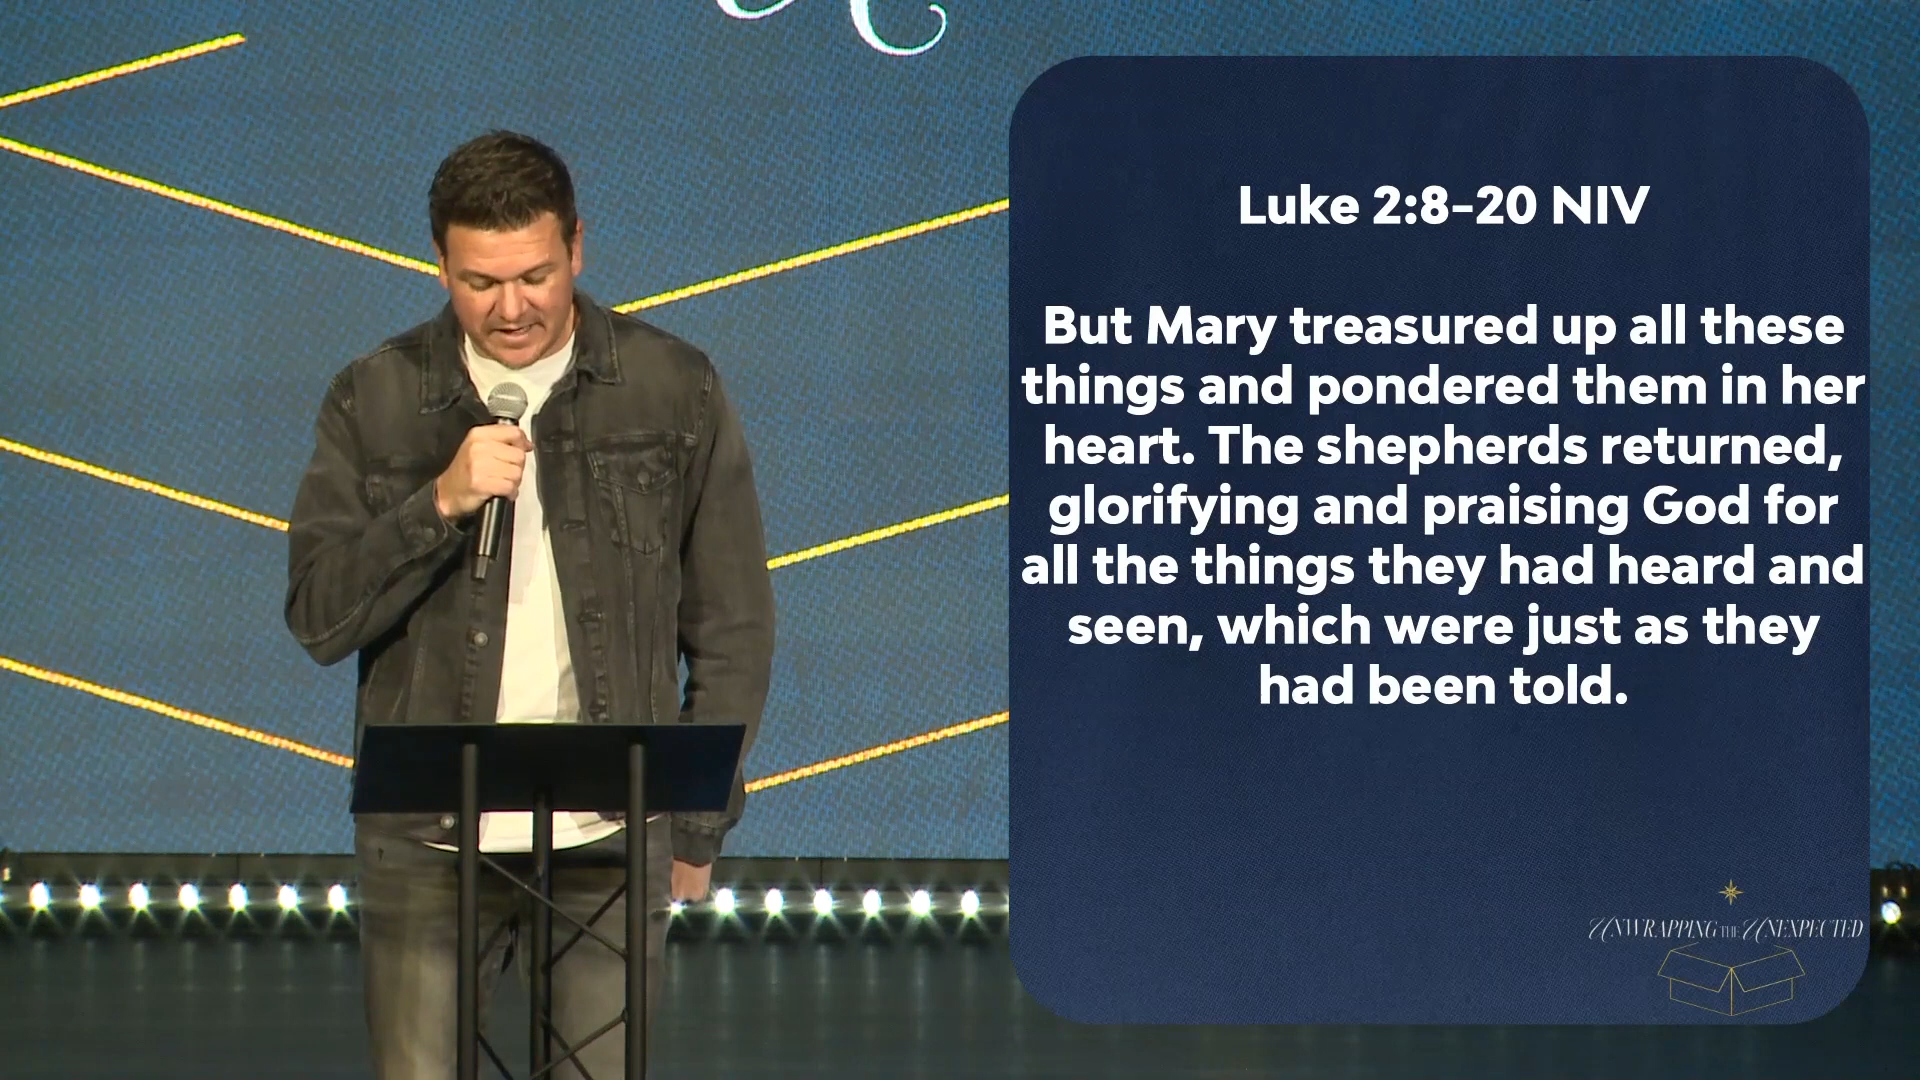 Luke 2:8-20 NIV
But Mary treasured up all these
things and pondered them in her
heart. The shepherds returned,
glorifying and praising God for
all the things they had heard and
seen, which were just as they
had been told.
UNWRAPPING THE UNEXPECTED